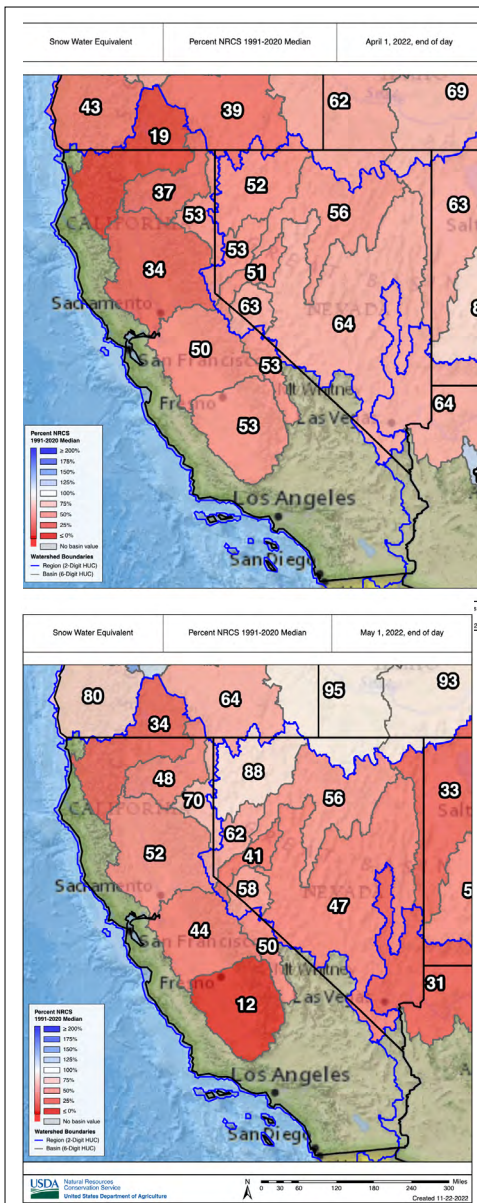 Snow Water Equivalent Percent NRCS 1991-2020 Median April 1, 2022, end of day
43 39 62 69
19
37 52
53 56 63
CALIFORNIA
34 53
51
Sacramento 63 NEVADA
64
50
San Francisco
53
Mt Whitney
Fresno Las Vegas 64
53
Los Angeles
San Diego
Percent NRCS
1991-2020 Median
≥ 200%
175%
150%
125%
100%
75%
50%
25%
≤ 0%
No basin value
Watershed Boundaries
Region (2-Digit HUC)
Basin (6-Digit HUC)
Snow Water Equivalent Percent NRCS 1991-2020 Median May 1, 2022, end of day
80 64 95 93
34
48 88
70 56 33
CALIFORNIA
52 62
41
Sacramento 58 NEVADA
47
44
San Francisco
50
Mt Whitney
Fresno Las Vegas 31
12
Los Angeles
San Diego
Percent NRCS
1991-2020 Median
≥ 200%
175%
150%
125%
100%
75%
50%
25%
≤ 0%
No basin value
Watershed Boundaries
Region (2-Digit HUC)
Basin (6-Digit HUC)
USDA Natural Resources
Conservation Service
United States Department of Agriculture
N
Miles
0 30 60 120 180 240 300
Created 11-22-2022